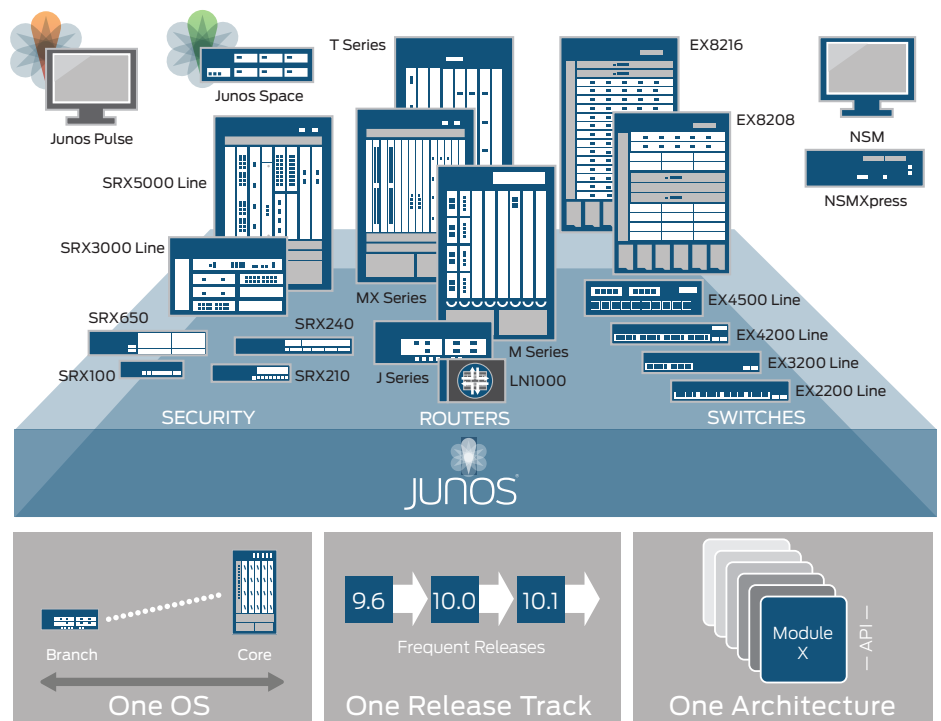 T Series
EX8216
Junos Pulse
Junos Space
EX8208
NSM
SRX5000 Line
NSMXpress
SRX3000 Line
MX Series
EX4500 Line
SRX650
SRX240
EX4200 Line
M Series
SRX100
SRX210
J Series
LN1000
EX3200 Line
EX2200 Line
SECURITY
ROUTERS
SWITCHES
JUNOS
9.6
10.0
10.1
Frequent Releases
Module
X
— API —
Branch
Core
One OS
One Release Track
One Architecture